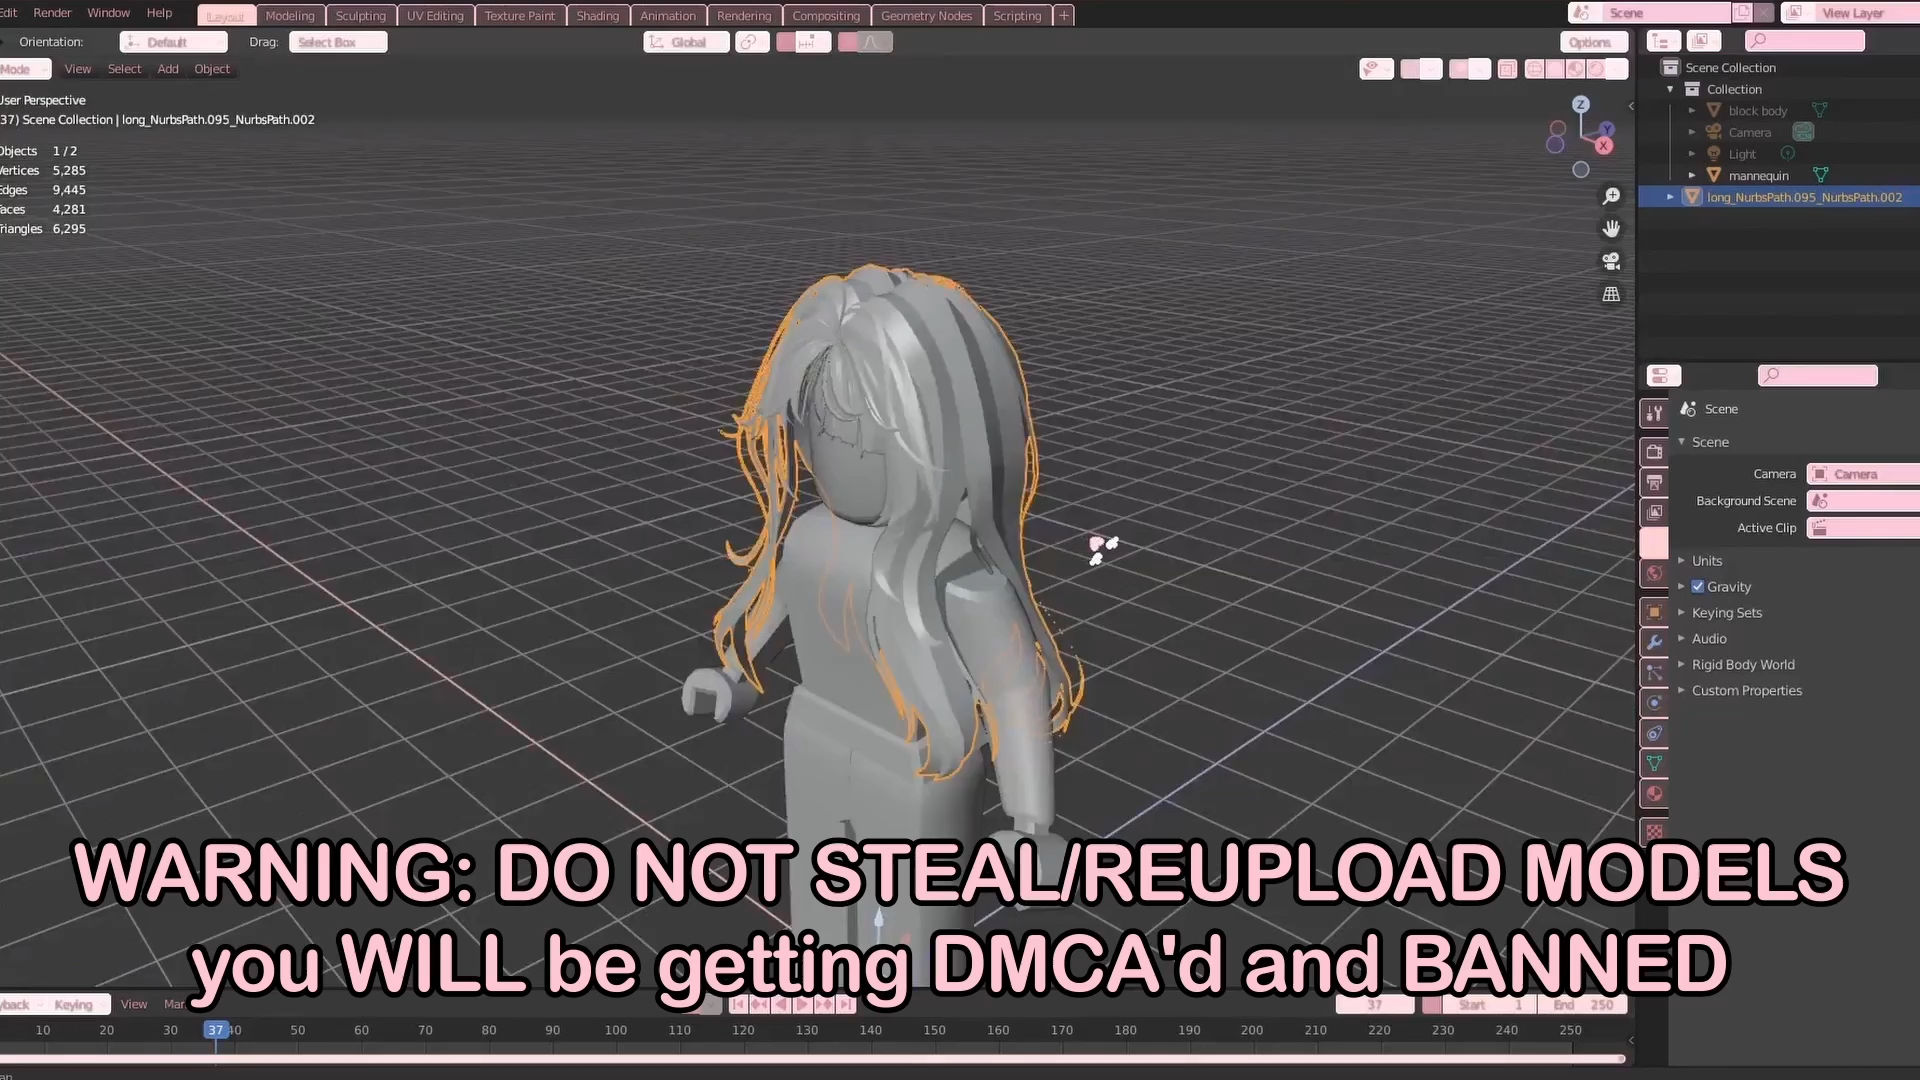 Edit Render Window Help Layout Modeling Sculpting UV Editing Texture Paint Shading Animation Rendering Compositing Geometry Nodes Scripting + Scene View Layer
Orientation: Default Drag: Select Box Global Options
Mode View Select Add Object
User Perspective
37) Scene Collection | long_NurbsPath.095_NurbsPath.002
Objects 1 / 2
Vertices 5,285
Edges 9,445
Faces 4,281
Triangles 6,295
Z
Y
X
Scene Collection
Collection
block body
Camera
Light
mannequin
long_NurbsPath.095_NurbsPath.002
Scene
Scene
Camera Camera
Background Scene
Active Clip
Units
Gravity
Keying Sets
Audio
Rigid Body World
Custom Properties
WARNING: DO NOT STEAL/REUPLOAD MODELS
you WILL be getting DMCA'd and BANNED
yback Keying View Mar 37 Start 1 End 250
10 20 30 37 40 50 60 70 80 90 100 110 120 130 140 150 160 170 180 190 200 210 220 230 240 250